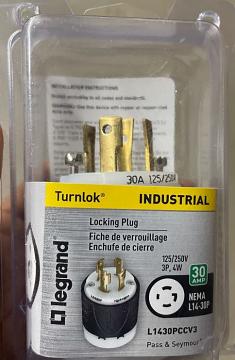 INSTALLATION INSTRUCTIONS
30A 125/250V
Turnlok® INDUSTRIAL
Locking Plug
Fiche de verrouillage
Enchufe de cierre
legrand®
125/250V
3P, 4W
30
AMP
NEMA
L14-30P
L1430PCCV3
Pass & Seymour®